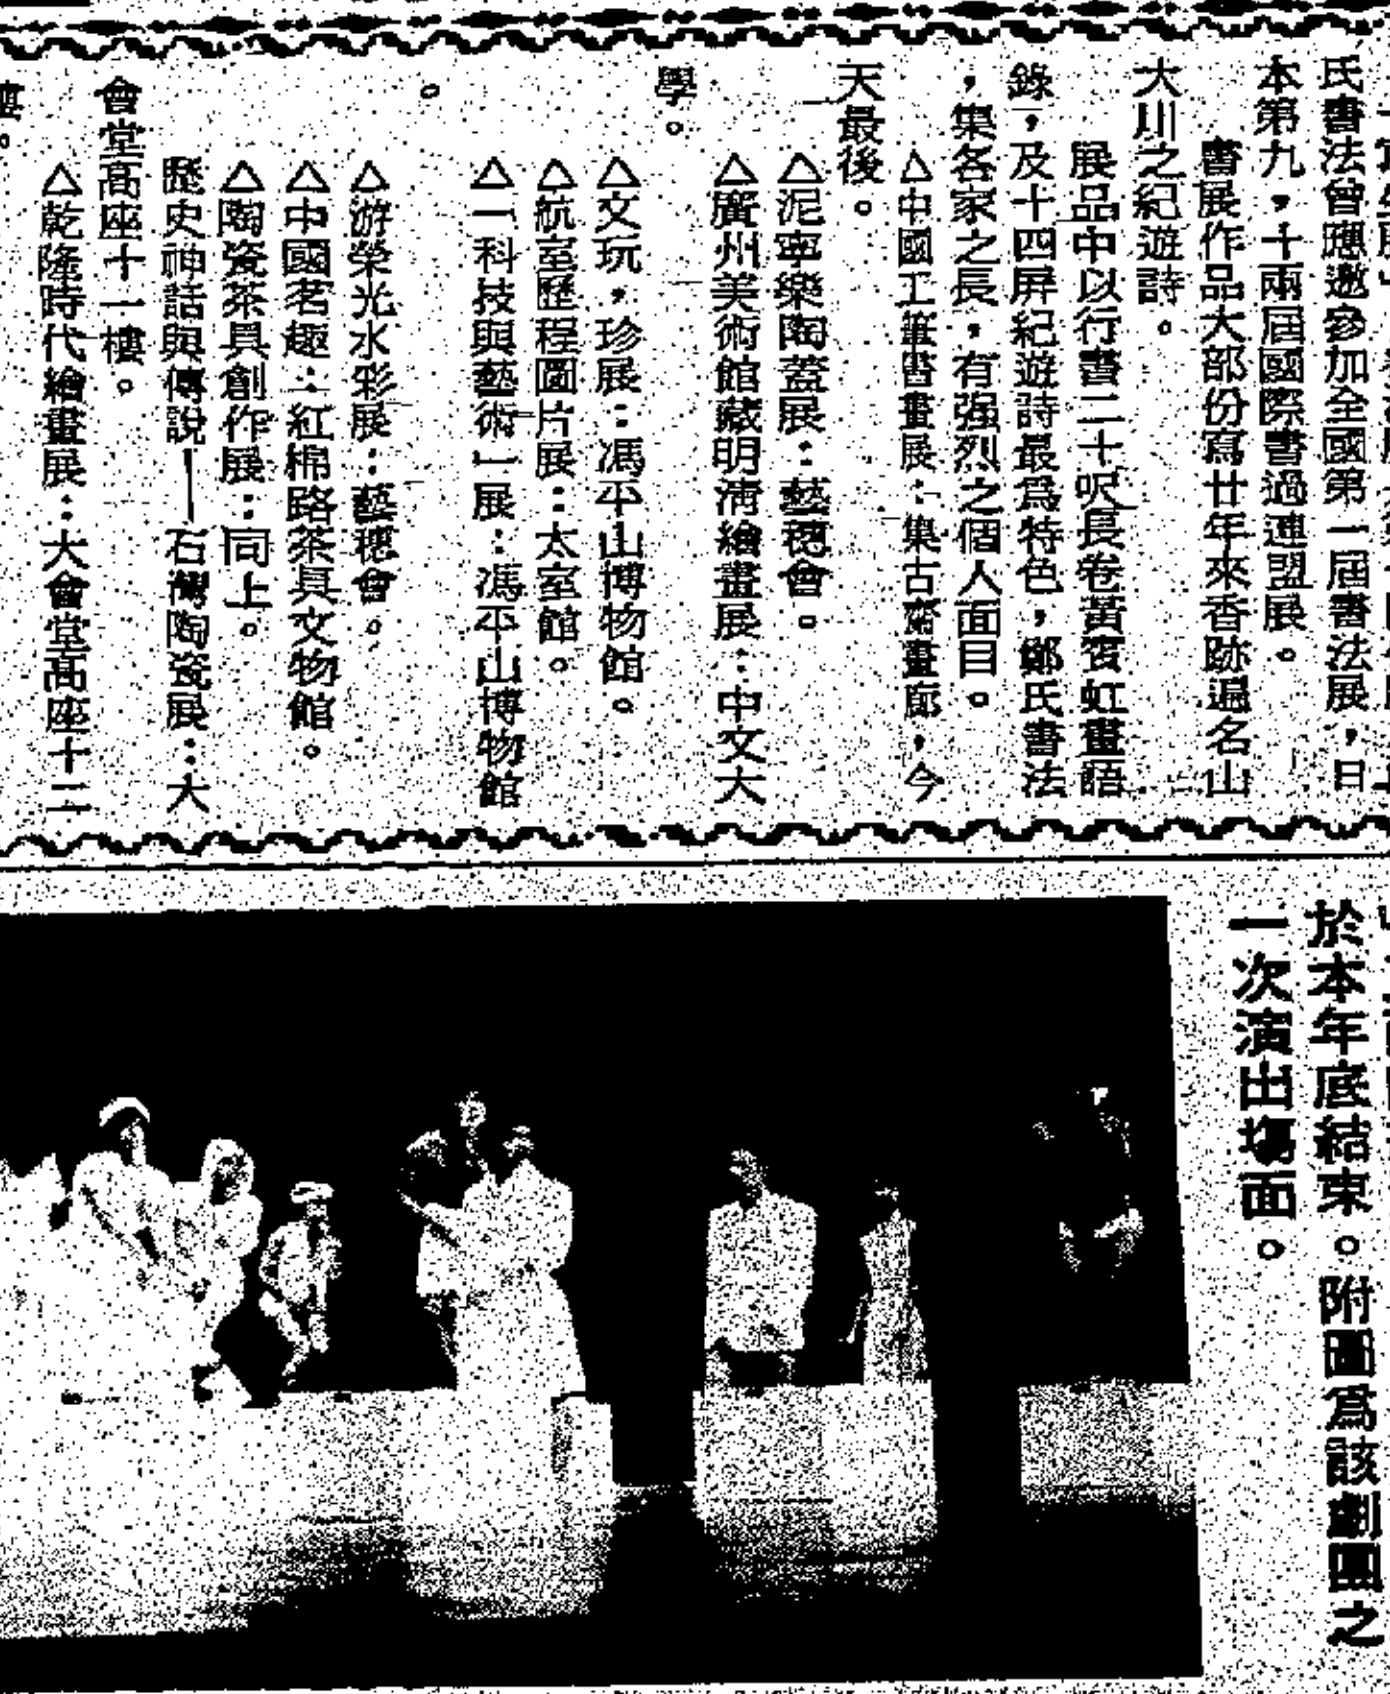 氏書法曾應邀參加全國第一屆書法展，日
本第九，十兩屆國際書過連盟展。
書展作品大部份寫廿年來香跡遍名山
大川之紀遊詩。
展品中以行書二十呎長卷黃賓虹畫語
錄，及十四屏紀遊詩最爲特色，鄭氏書法
，集各家之長，有强烈之個人面目。
△中國工筆書畫展：集古齋畫廊，今
天最後。
△泥寧樂陶蓋展：藝穗會。
△廣州美術館藏明清繪畫展：中文大
學。
△文玩，珍展：馮平山博物館。
△航室歷程圖片展：太室館。
△一科技與藝術一展：馮平山博物館
。
△游榮光水彩展：藝穗會。
△中國茗趣：紅棉路茶具文物館。
△陶瓷茶具創作展：同上。
歷史神話與傳說——石灣陶瓷展：大
會堂高座十一樓。
△乾隆時代繪畫展：大會堂高座十二
樓。
於本年底結束。附圖爲該劇團之
一次演出場面。